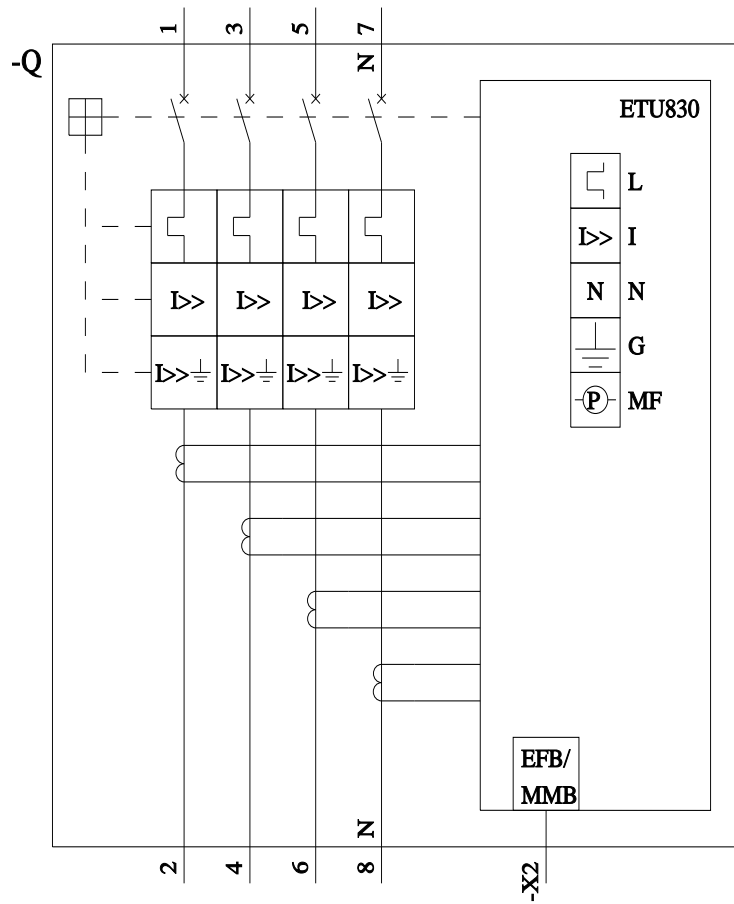 1 3 5 7
-Q
N
ETU830
L
I>> I
N N
G
P MF
I>> I>> I>> I>>
I>> I>> I>> I>>
EFB/
MMB
N
2 4 6 8
-X2